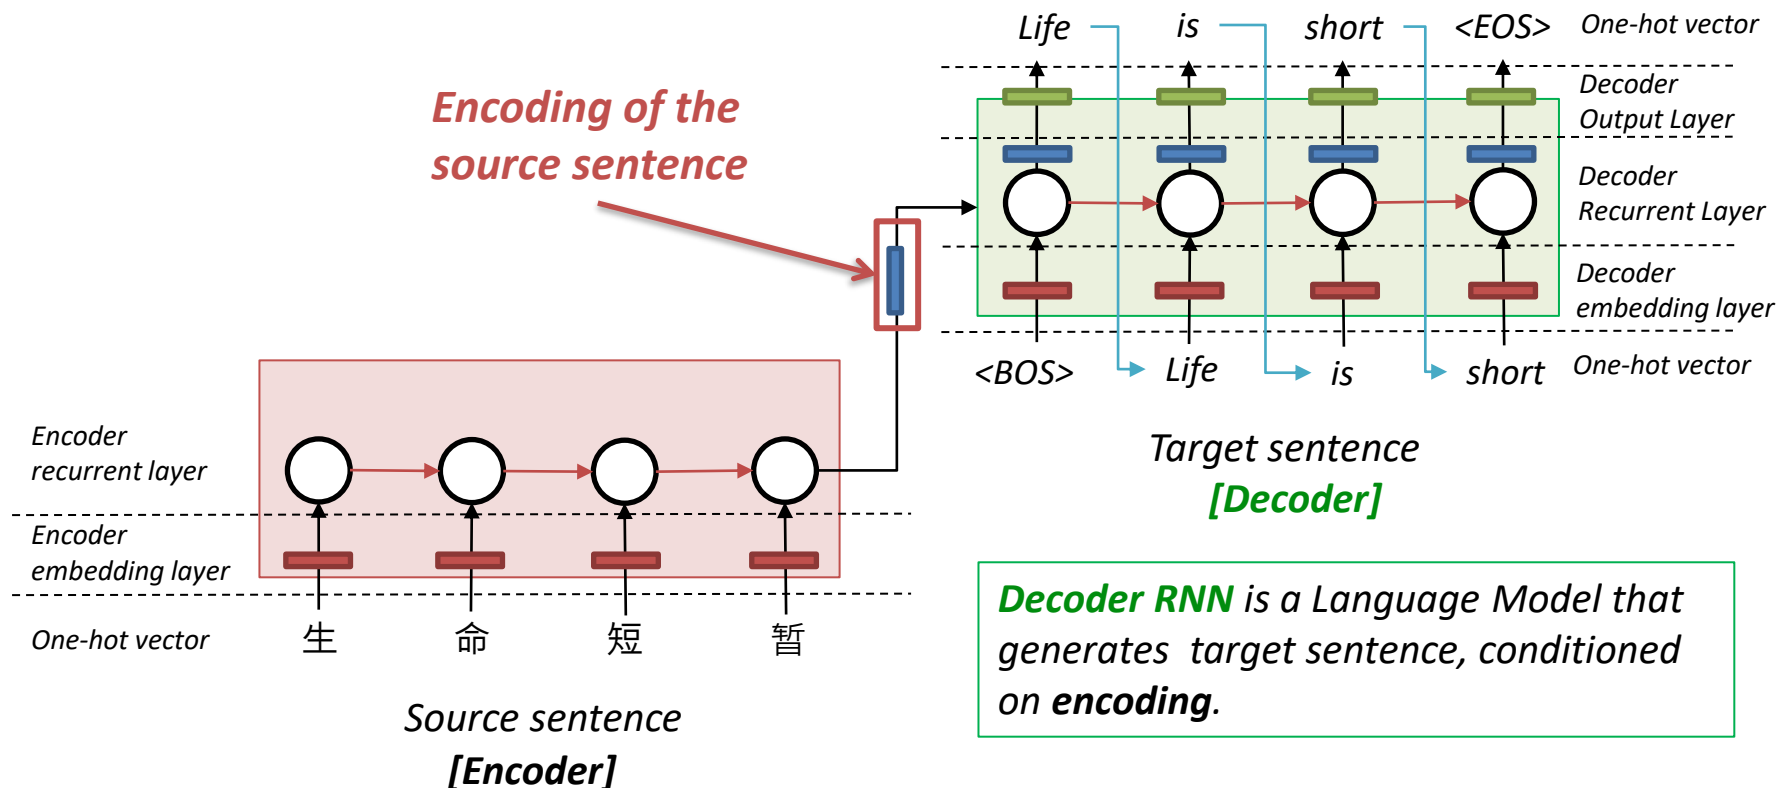 Life is short <EOS> One-hot vector
Decoder
Output Layer
Encoding of the
source sentence
Decoder
Recurrent Layer
Decoder
embedding layer
<BOS> Life is short One-hot vector
Target sentence
[Decoder]
Encoder
recurrent layer
Encoder
embedding layer
One-hot vector 生 命 短 暂
Source sentence
[Encoder]
Decoder RNN is a Language Model that
generates target sentence, conditioned
on encoding.